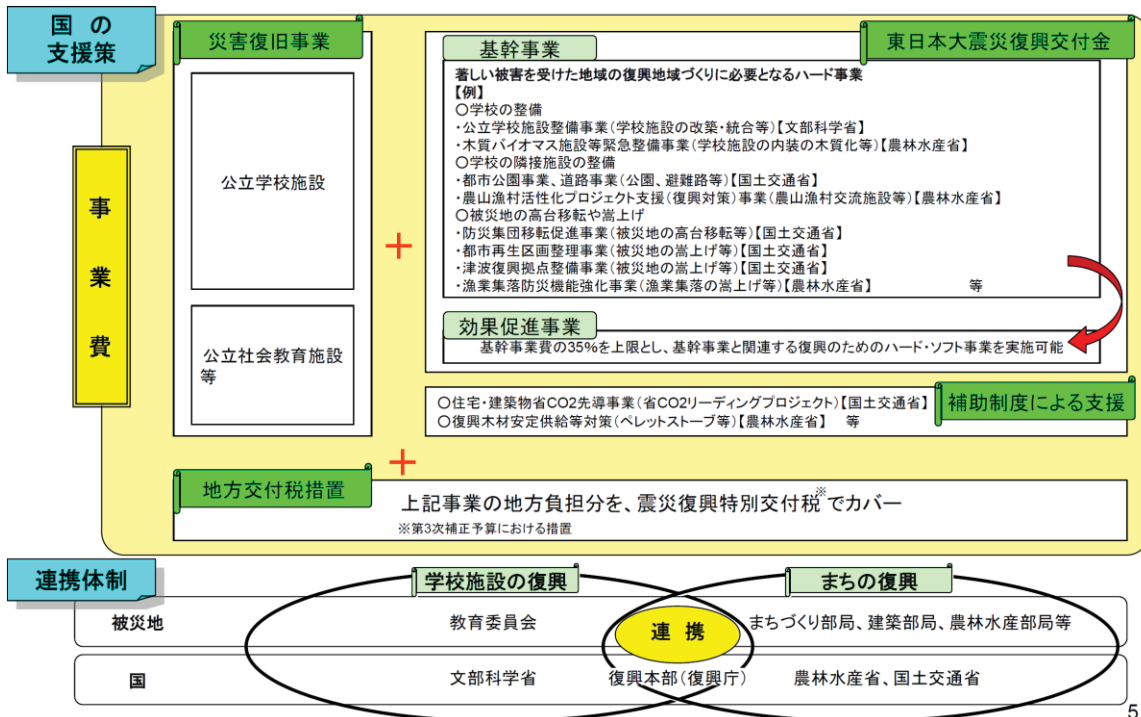 国の
支援策
事業費
災害復旧事業
公立学校施設
公立社会教育施設
等
+
東日本大震災復興交付金
基幹事業
著しい被害を受けた地域の復興地域づくりに必要となるハード事業
【例】
○学校の整備
・公立学校施設整備事業(学校施設の改築・統合等)【文部科学省】
・木質バイオマス施設等緊急整備事業(学校施設の内装の木質化等)【農林水産省】
○学校の隣接施設の整備
・都市公園事業、道路事業(公園、避難路等)【国土交通省】
・農山漁村活性化プロジェクト支援(復興対策)事業(農山漁村交流施設等)【農林水産省】
○被災地の高台移転や嵩上げ
・防災集団移転促進事業(被災地の高台移転等)【国土交通省】
・都市再生区画整理事業(被災地の嵩上げ等)【国土交通省】
・津波復興拠点整備事業(被災地の嵩上げ等)【国土交通省】
・漁業集落防災機能強化事業(漁業集落の嵩上げ等)【農林水産省】 等
効果促進事業
基幹事業費の35%を上限とし、基幹事業と関連する復興のためのハード・ソフト事業を実施可能
補助制度による支援
○住宅・建築物省CO2先導事業(省CO2リーディングプロジェクト)【国土交通省】
○復興木材安定供給等対策(ペレットストーブ等)【農林水産省】 等
+
地方交付税措置
上記事業の地方負担分を、震災復興特別交付税※でカバー
※第3次補正予算における措置
連携体制
学校施設の復興 まちの復興
被災地 教育委員会 連携 まちづくり部局、建築部局、農林水産部局等
国 文部科学省 復興本部(復興庁) 農林水産省、国土交通省
5